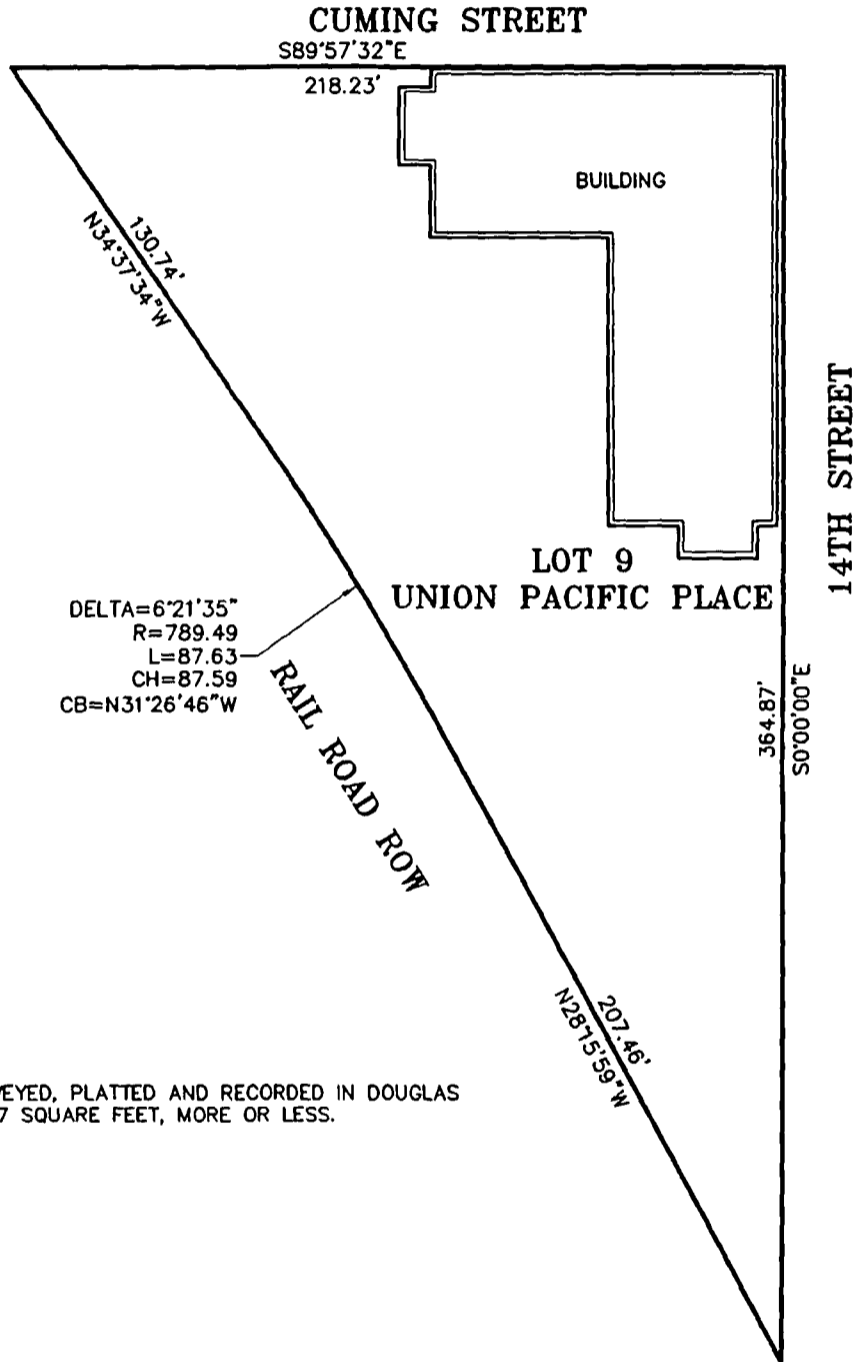 CUMING STREET
S89°57'32"E
218.23'
BUILDING
130.74'
N34°37'34"W
14TH STREET
LOT 9
UNION PACIFIC PLACE
DELTA=6°21'35"
R=789.49
L=87.63
CH=87.59
CB=N31°26'46"W
RAIL ROAD ROW
364.87'
S0°00'00"E
207.46'
N28°15'59"W
EYED, PLATTED AND RECORDED IN DOUGLAS
7 SQUARE FEET, MORE OR LESS.